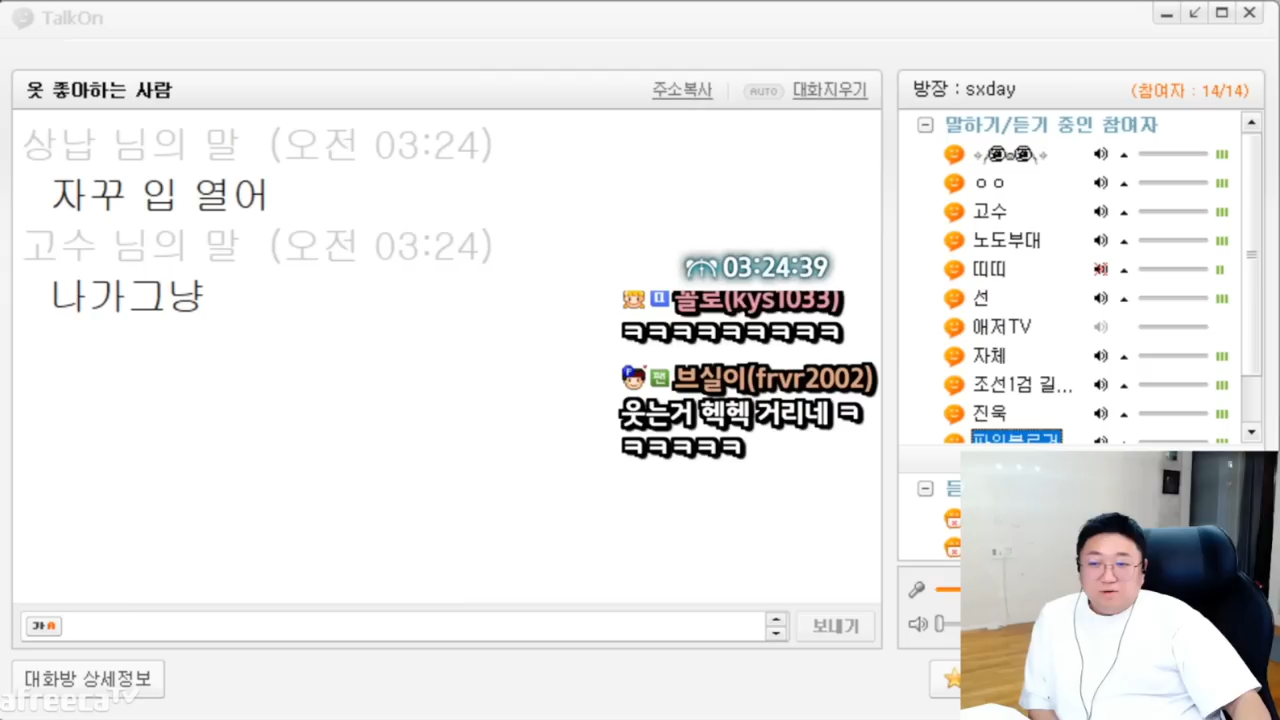 TalkOn
옷 좋아하는 사람
주소복사
AUTO
대화지우기
상납 님의 말 (오전 03:24)
자꾸 입 열어
고수 님의 말 (오전 03:24)
나가그냥
03:24:39
꼴로(kys1033)
ㅋㅋㅋㅋㅋㅋㅋㅋㅋ
팬 브실이(frvr2002)
웃는거 헥헥 거리네 ㅋ
ㅋㅋㅋㅋㅋ
가
보내기
대화방 상세정보
afreecaTV
방장 : sxday
(참여자 : 14/14)
말하기/듣기 중인 참여자
ㅇㅇ
고수
노도부대
띠띠
선
애저TV
자체
조선1검 길...
진욱